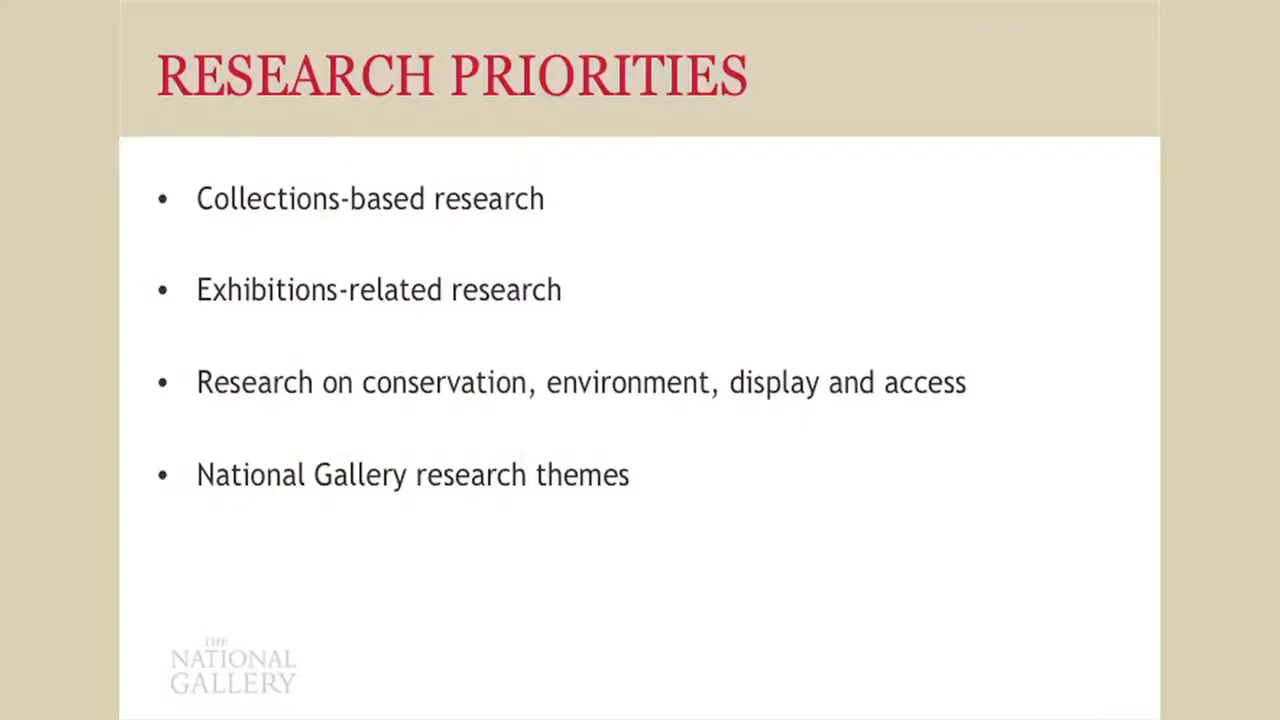 RESEARCH PRIORITIES
• Collections-based research
• Exhibitions-related research
• Research on conservation, environment, display and access
• National Gallery research themes
THE
NATIONAL
GALLERY